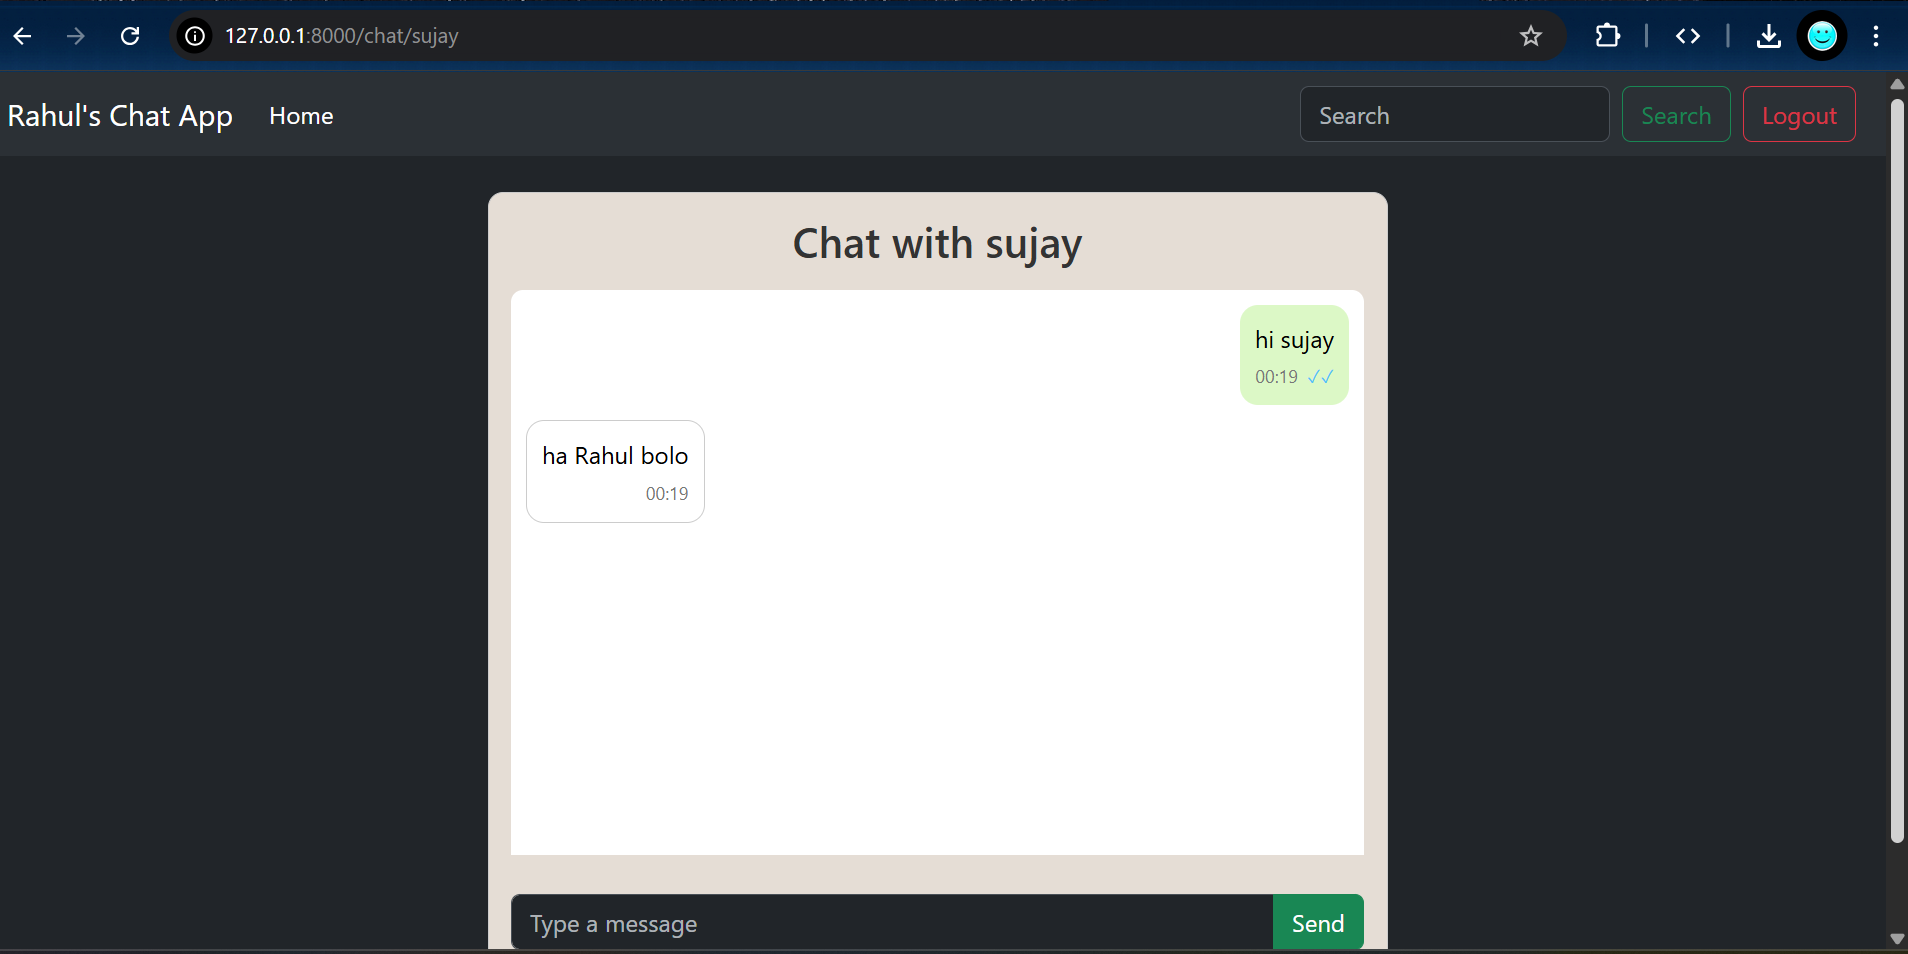 127.0.0.1:8000/chat/sujay
Rahul's Chat App Home Search Search Logout
Chat with sujay
hi sujay
00:19 ✓✓
ha Rahul bolo
00:19
Type a message Send